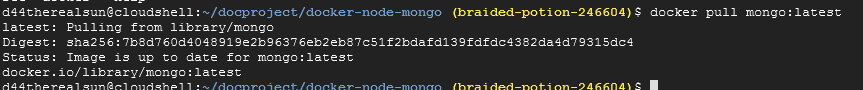 d44therealsun@cloudshell:~/docproject/docker-node-mongo (braided-potion-246604)$ docker pull mongo:latest
latest: Pulling from library/mongo
Digest: sha256:7b8d760d4048919e2b96376eb2eb87c51f2bdafd139fdfdc4382da4d79315dc4
Status: Image is up to date for mongo:latest
docker.io/library/mongo:latest
d44therealsun@cloudshell:~/docproject/docker-node-mongo (braided-potion-246604)$